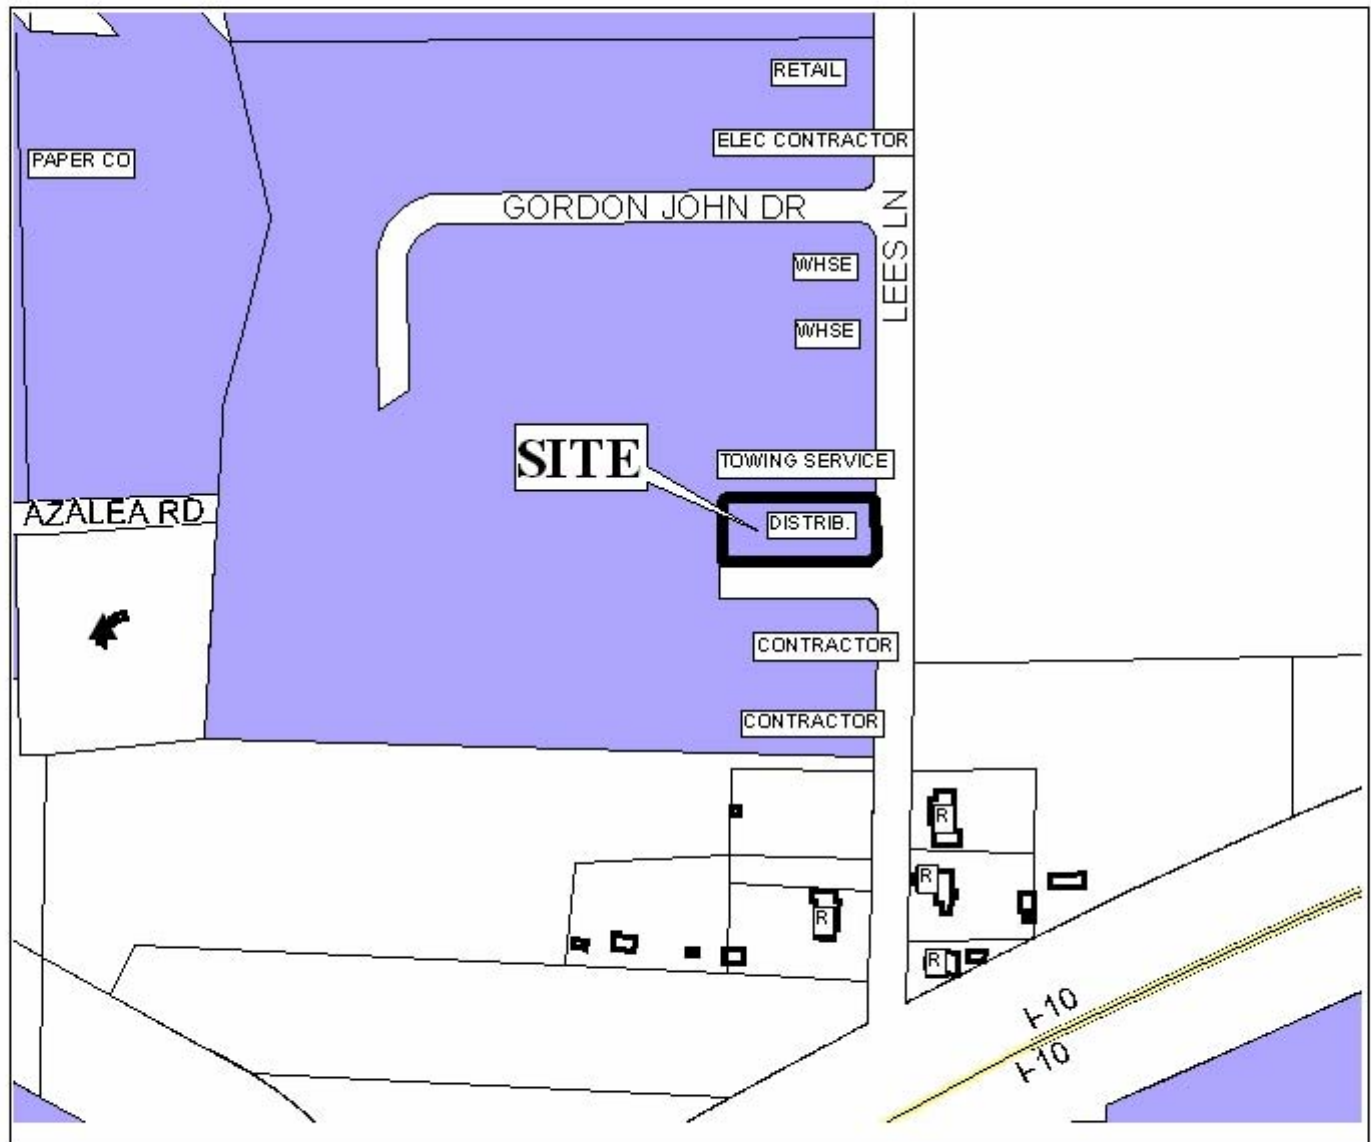 RETAIL
ELEC CONTRACTOR
PAPER CO
GORDON JOHN DR
LEES LN
WHSE
WHSE
SITE
TOWING SERVICE
AZALEA RD
DISTRIB.
CONTRACTOR
CONTRACTOR
R
R
R
R
I-10
I-10